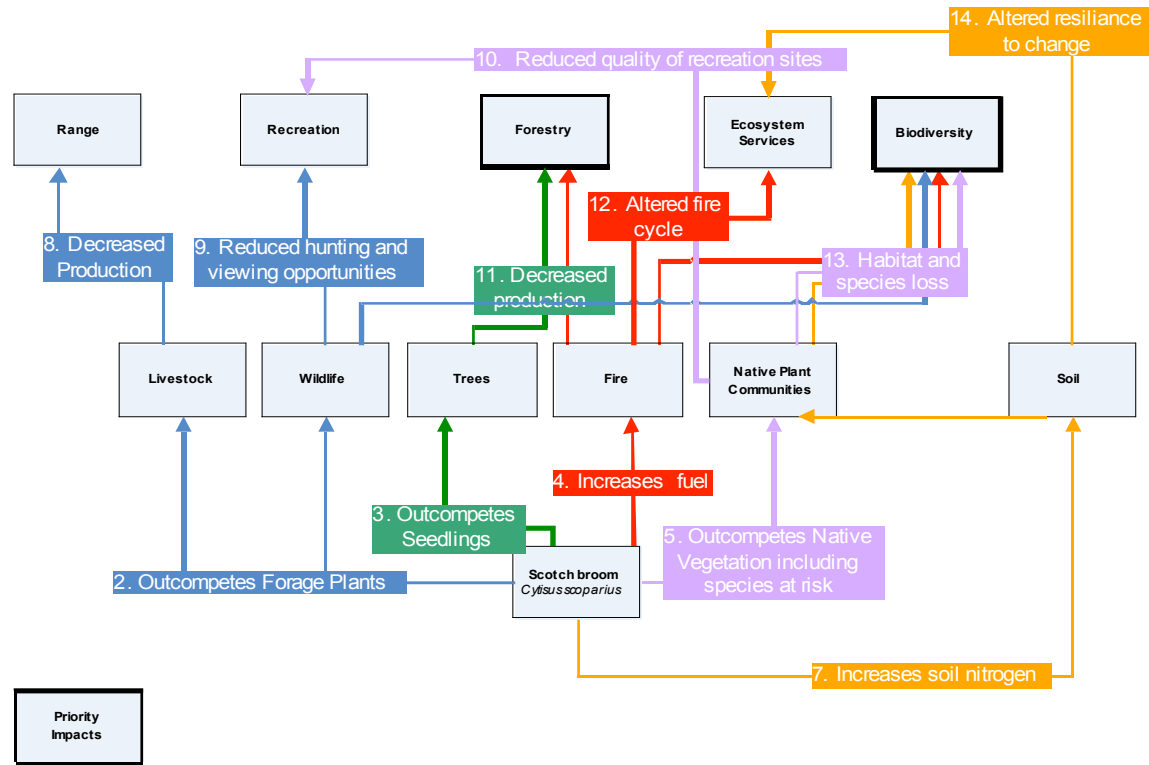 14. Altered resiliance
to change
10. Reduced quality of recreation sites
Range
Recreation
Forestry
Ecosystem
Services
Biodiversity
12. Altered fire
cycle
8. Decreased
Production
9. Reduced hunting and
viewing opportunities
11. Decreased
production
13. Habitat and
species loss
Livestock
Wildlife
Trees
Fire
Native Plant
Communities
Soil
4. Increases fuel
3. Outcompetes
Seedlings
5. Outcompetes Native
Vegetation including
species at risk
2. Outcompetes Forage Plants
Scotch broom
Cytisus scoparius
7. Increases soil nitrogen
Priority
Impacts